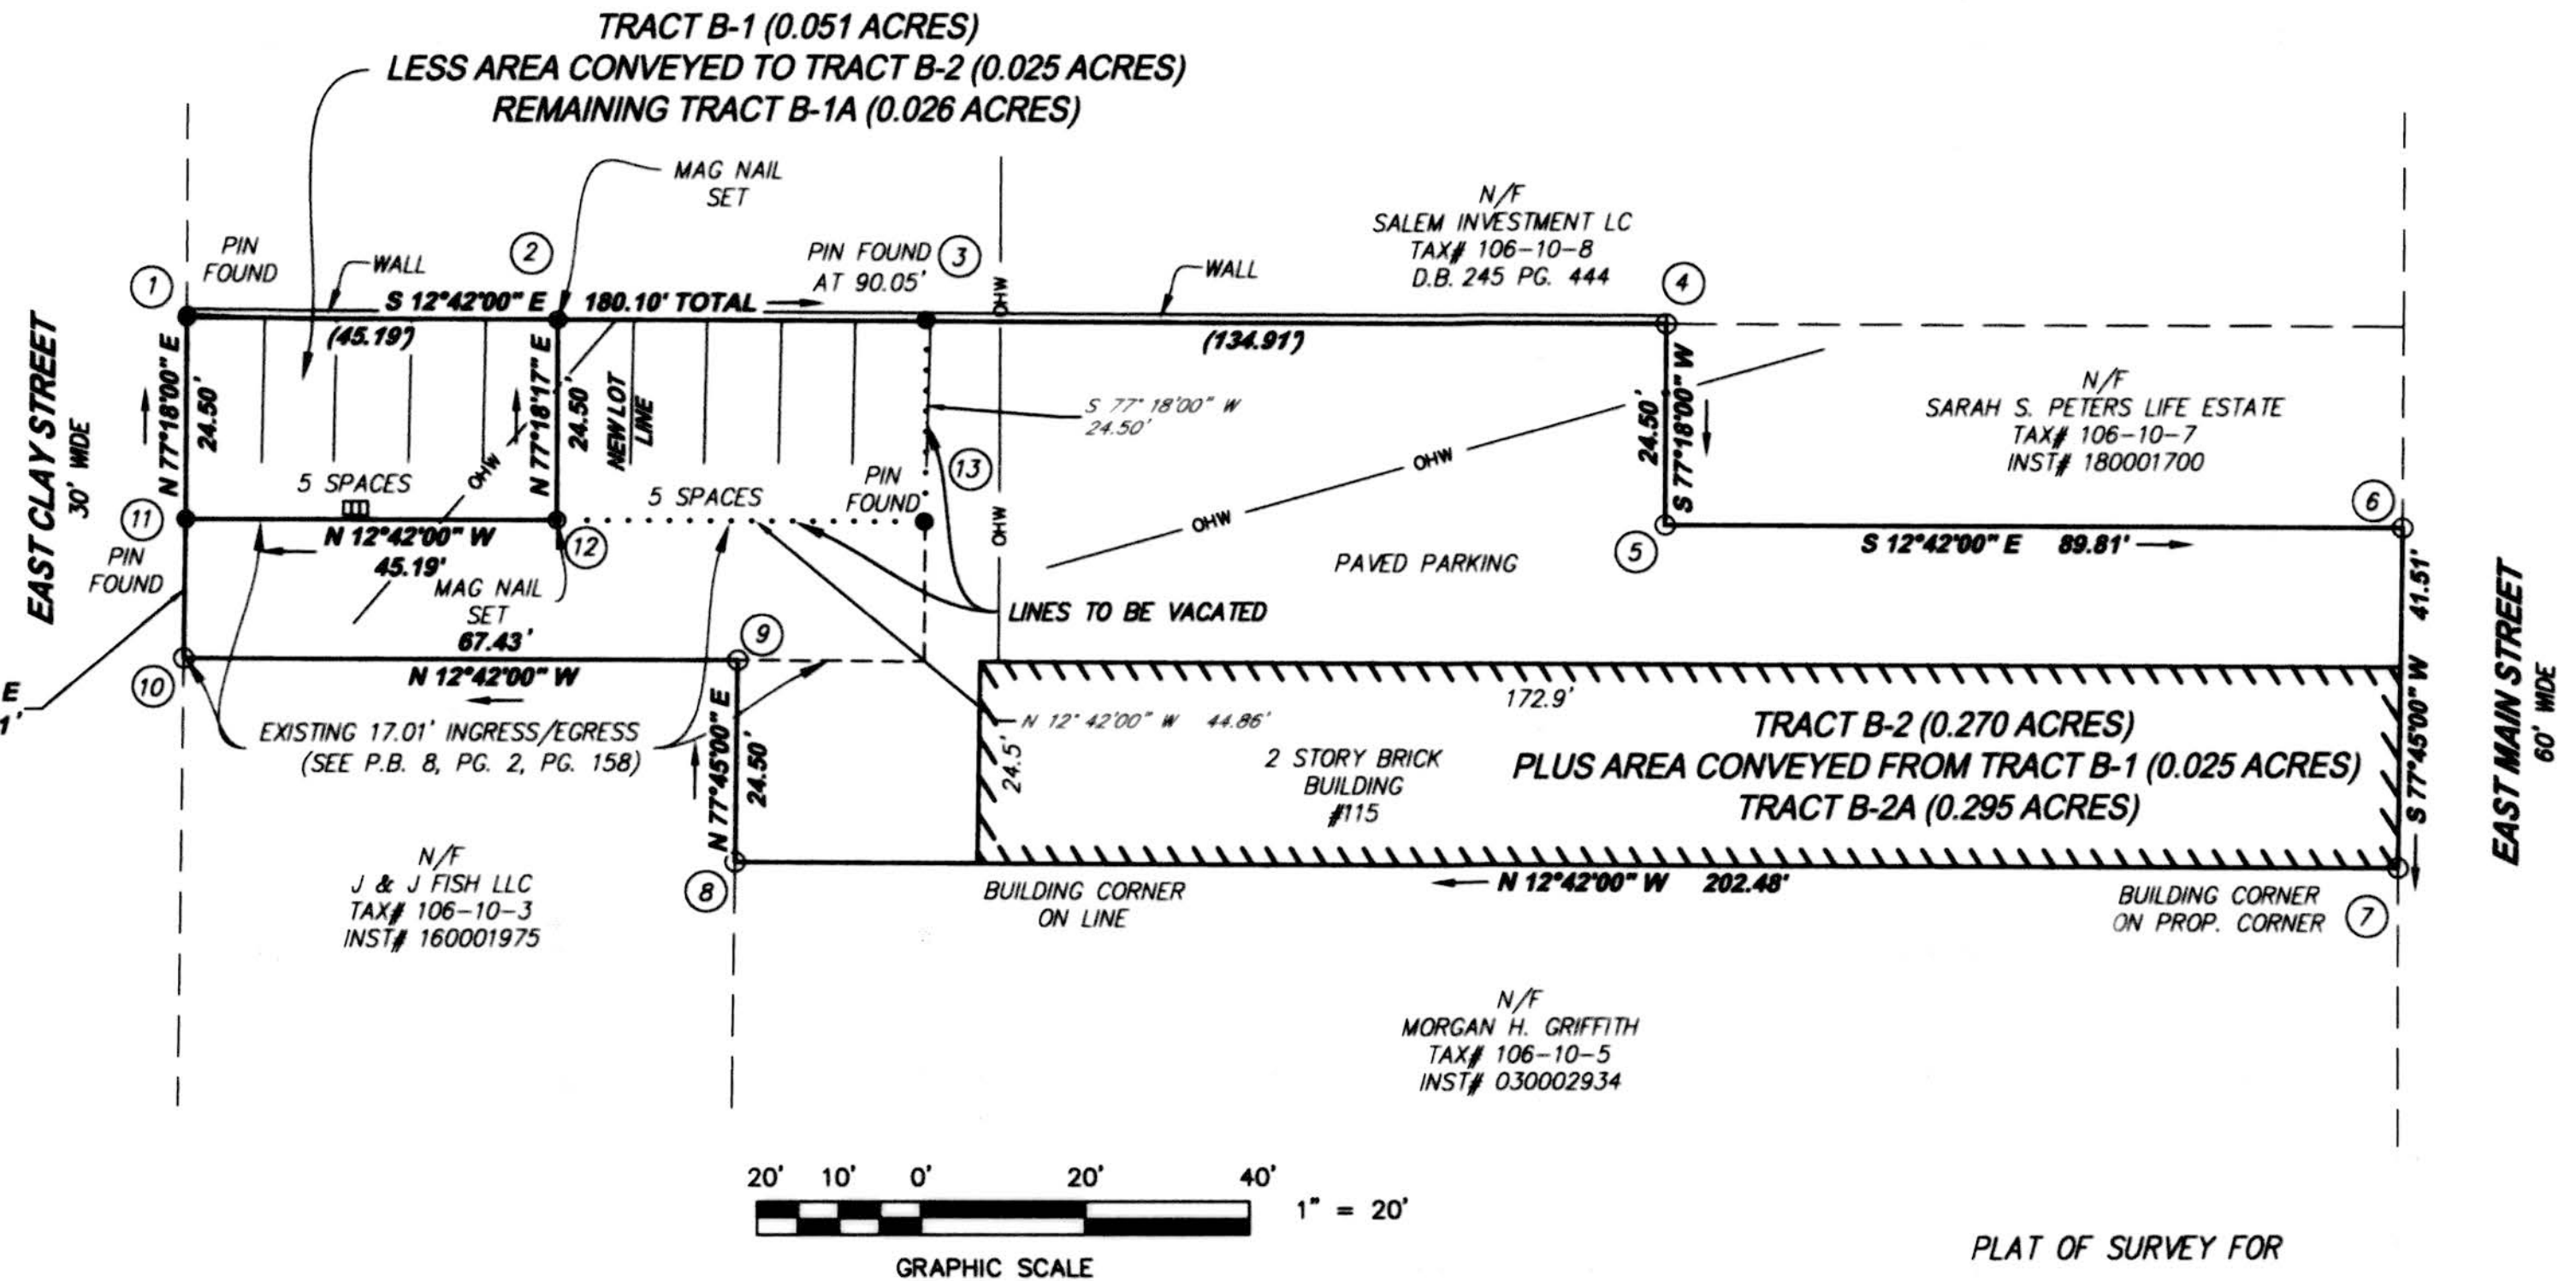 TRACT B-1 (0.051 ACRES)
LESS AREA CONVEYED TO TRACT B-2 (0.025 ACRES)
REMAINING TRACT B-1A (0.026 ACRES)
MAG NAIL
SET
N/F
SALEM INVESTMENT LC
TAX# 106-10-8
D.B. 245 PG. 444
PIN
FOUND
WALL
2
PIN FOUND
AT 90.05'
3
WALL
1
4
S 12°42'00" E 180.10' TOTAL
OHW
(45.19')
(134.91')
EAST CLAY STREET
30' WIDE
N 77°18'00" E
24.50'
N 77°18'17" E
24.50'
NEW LOT
LINE
S 77°18'00" W
24.50'
24.50'
S 77°18'00" W
N/F
SARAH S. PETERS LIFE ESTATE
TAX# 106-10-7
INST# 180001700
5 SPACES
OHW
5 SPACES
PIN
FOUND
13
OHW
OHW
OHW
6
11
PIN
FOUND
N 12°42'00" W
45.19'
12
MAG NAIL
SET
PAVED PARKING
5
S 12°42'00" E 89.81'
LINES TO BE VACATED
67.43'
9
N 12°42'00" W
10
E
1'
EXISTING 17.01' INGRESS/EGRESS
(SEE P.B. 8, PG. 2, PG. 158)
N 77°45'00" E
24.50'
N 12°42'00" W 44.86'
24.5'
172.9'
2 STORY BRICK
BUILDING
#115
TRACT B-2 (0.270 ACRES)
PLUS AREA CONVEYED FROM TRACT B-1 (0.025 ACRES)
TRACT B-2A (0.295 ACRES)
S 77°45'00" W 41.51'
EAST MAIN STREET
60' WIDE
N/F
J & J FISH LLC
TAX# 106-10-3
INST# 160001975
8
BUILDING CORNER
ON LINE
N 12°42'00" W 202.48'
BUILDING CORNER
ON PROP. CORNER
7
N/F
MORGAN H. GRIFFITH
TAX# 106-10-5
INST# 030002934
20' 10' 0' 20' 40'
1" = 20'
GRAPHIC SCALE
PLAT OF SURVEY FOR